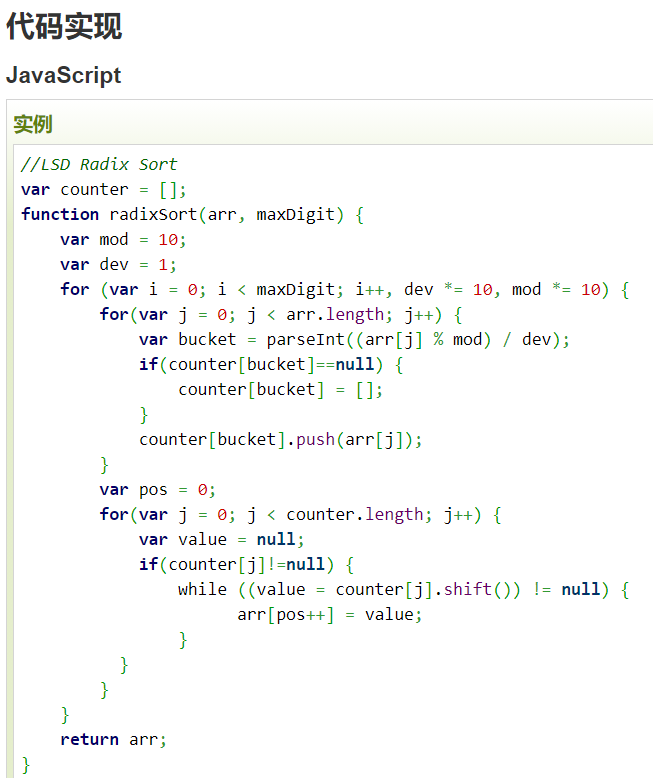 代码实现
JavaScript
实例
//LSD Radix Sort
var counter = [];
function radixSort(arr, maxDigit) {
    var mod = 10;
    var dev = 1;
    for (var i = 0; i < maxDigit; i++, dev *= 10, mod *= 10) {
        for(var j = 0; j < arr.length; j++) {
            var bucket = parseInt((arr[j] % mod) / dev);
            if(counter[bucket]==null) {
                counter[bucket] = [];
            }
            counter[bucket].push(arr[j]);
        }
        var pos = 0;
        for(var j = 0; j < counter.length; j++) {
            var value = null;
            if(counter[j]!=null) {
                while ((value = counter[j].shift()) != null) {
                      arr[pos++] = value;
                }
          }
        }
    }
    return arr;
}